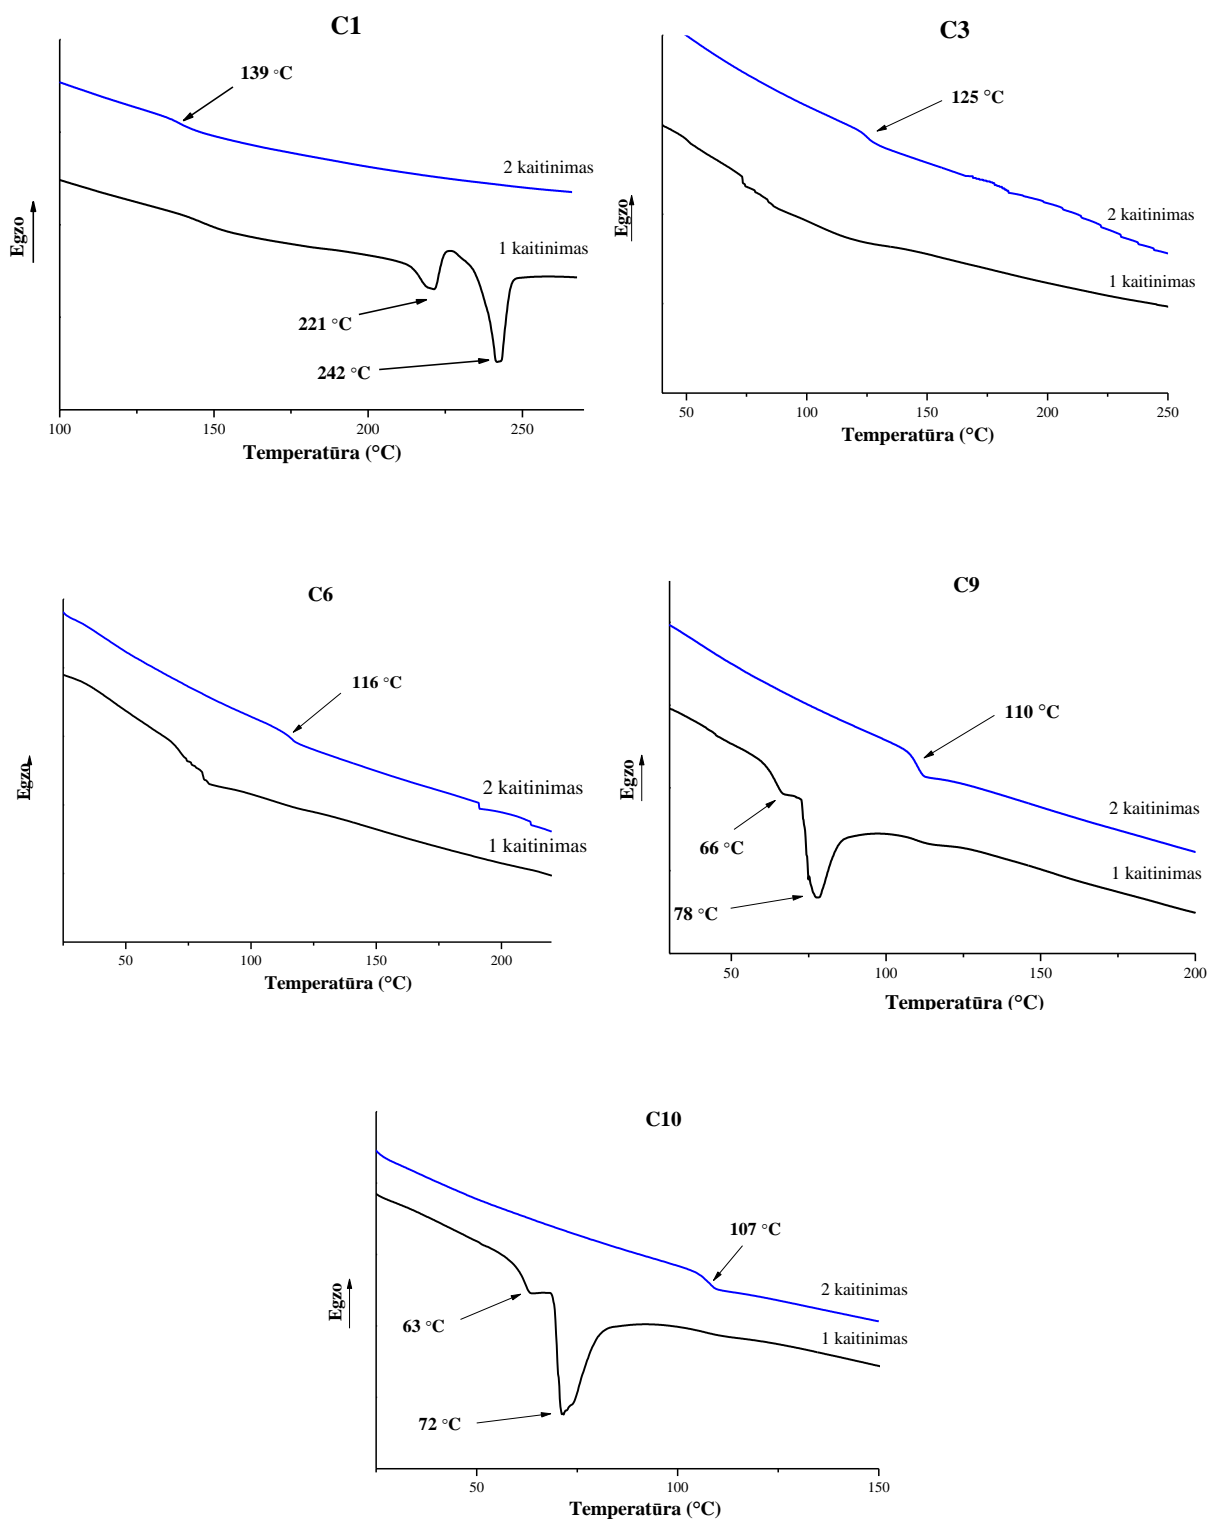 C1
139 °C
2 kaitinimas
Egzo
1 kaitinimas
221 °C
242 °C
100
150
200
250
Temperatūra (°C)
C3
125 °C
2 kaitinimas
Egzo
1 kaitinimas
50
100
150
200
250
Temperatūra (°C)
C6
116 °C
Egzo
2 kaitinimas
1 kaitinimas
50
100
150
200
Temperatūra (°C)
C9
110 °C
Egzo
2 kaitinimas
66 °C
1 kaitinimas
78 °C
50
100
150
200
Temperatūra (°C)
C10
107 °C
2 kaitinimas
Egzo
63 °C
1 kaitinimas
72 °C
50
100
150
Temperatūra (°C)